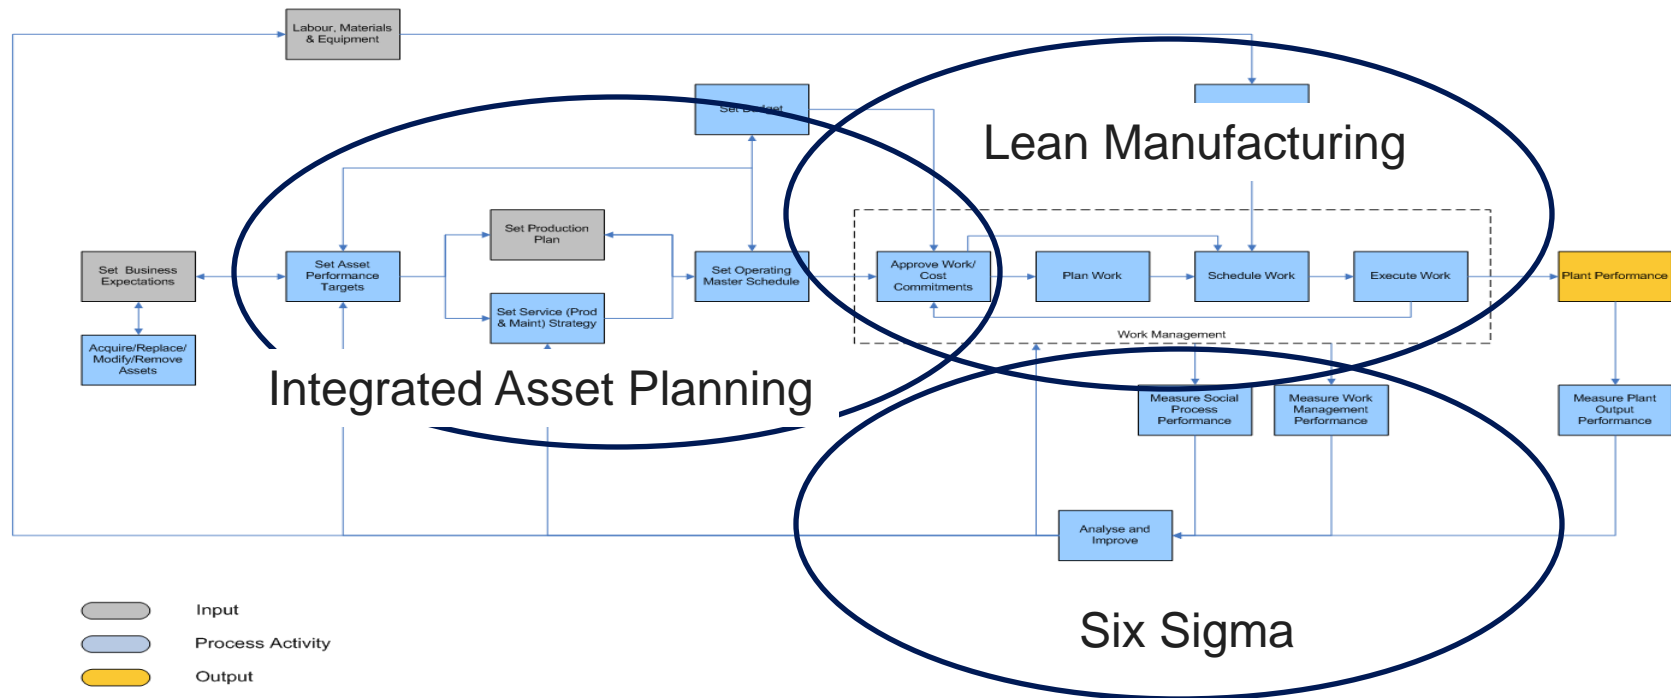 Labour, Materials
& Equipment
Set Budget
Lean Manufacturing
Set Production
Plan
Set Business
Expectations
Set Asset
Performance
Targets
Set Operating
Master Schedule
Approve Work/
Cost
Commitments
Plan Work
Schedule Work
Execute Work
Plant Performance
Set Service (Prod
& Maint) Strategy
Work Management
Acquire/Replace/
Modify/Remove
Assets
Integrated Asset Planning
Measure Social
Process
Performance
Measure Work
Management
Performance
Measure Plant
Output
Performance
Analyse and
Improve
Input
Process Activity
Output
Six Sigma